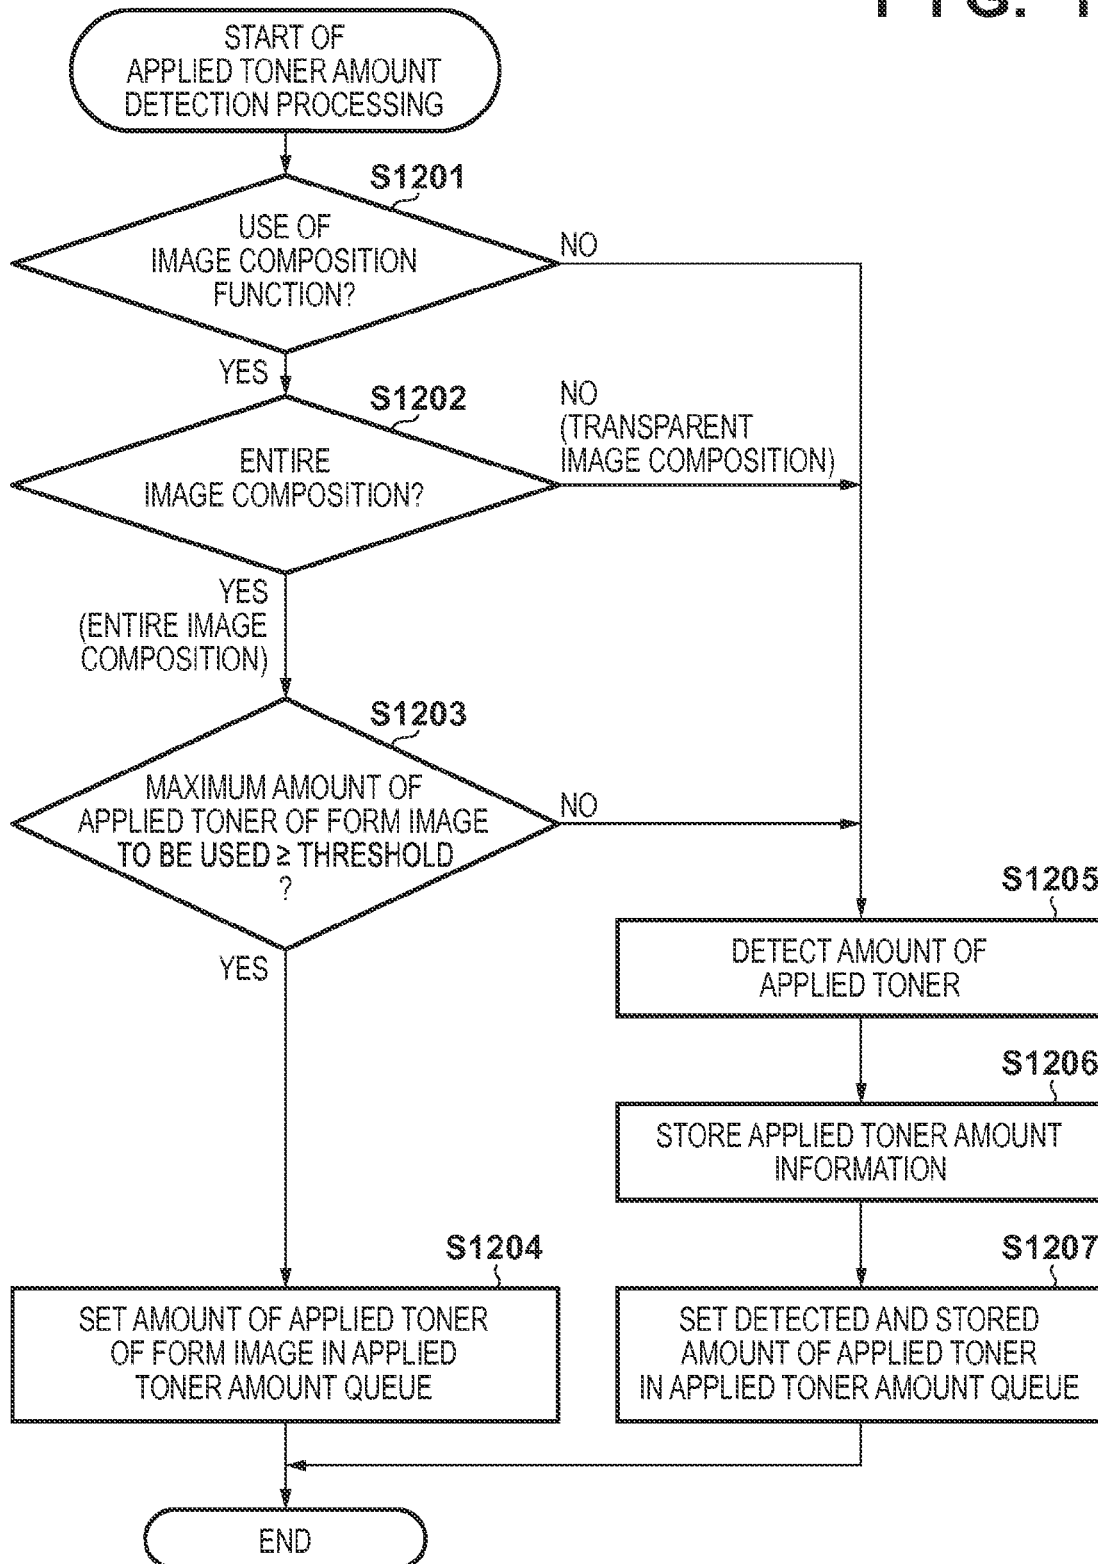 FIG. 1
START OF
APPLIED TONER AMOUNT
DETECTION PROCESSING
S1201
USE OF
IMAGE COMPOSITION
FUNCTION?
NO
YES
S1202
ENTIRE
IMAGE COMPOSITION?
NO
(TRANSPARENT
IMAGE COMPOSITION)
YES
(ENTIRE IMAGE
COMPOSITION)
S1203
MAXIMUM AMOUNT OF
APPLIED TONER OF FORM IMAGE
TO BE USED ≥ THRESHOLD
?
NO
YES
S1205
DETECT AMOUNT OF
APPLIED TONER
S1206
STORE APPLIED TONER AMOUNT
INFORMATION
S1204
SET AMOUNT OF APPLIED TONER
OF FORM IMAGE IN APPLIED
TONER AMOUNT QUEUE
S1207
SET DETECTED AND STORED
AMOUNT OF APPLIED TONER
IN APPLIED TONER AMOUNT QUEUE
END